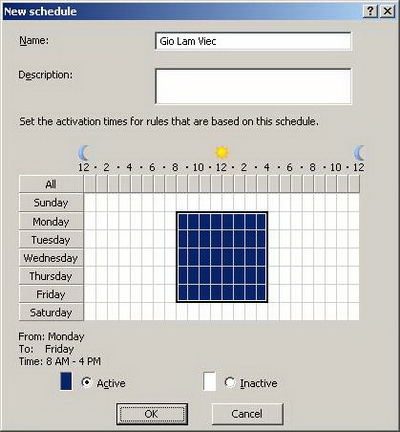 New schedule
Name:
Gio Lam Viec
Description:
Set the activation times for rules that are based on this schedule.
12 · 2 · 4 · 6 · 8 · 10 · 12 · 2 · 4 · 6 · 8 · 10 · 12
All
Sunday
Monday
Tuesday
Wednesday
Thursday
Friday
Saturday
From: Monday
To: Friday
Time: 8 AM - 4 PM
Active
Inactive
OK
Cancel